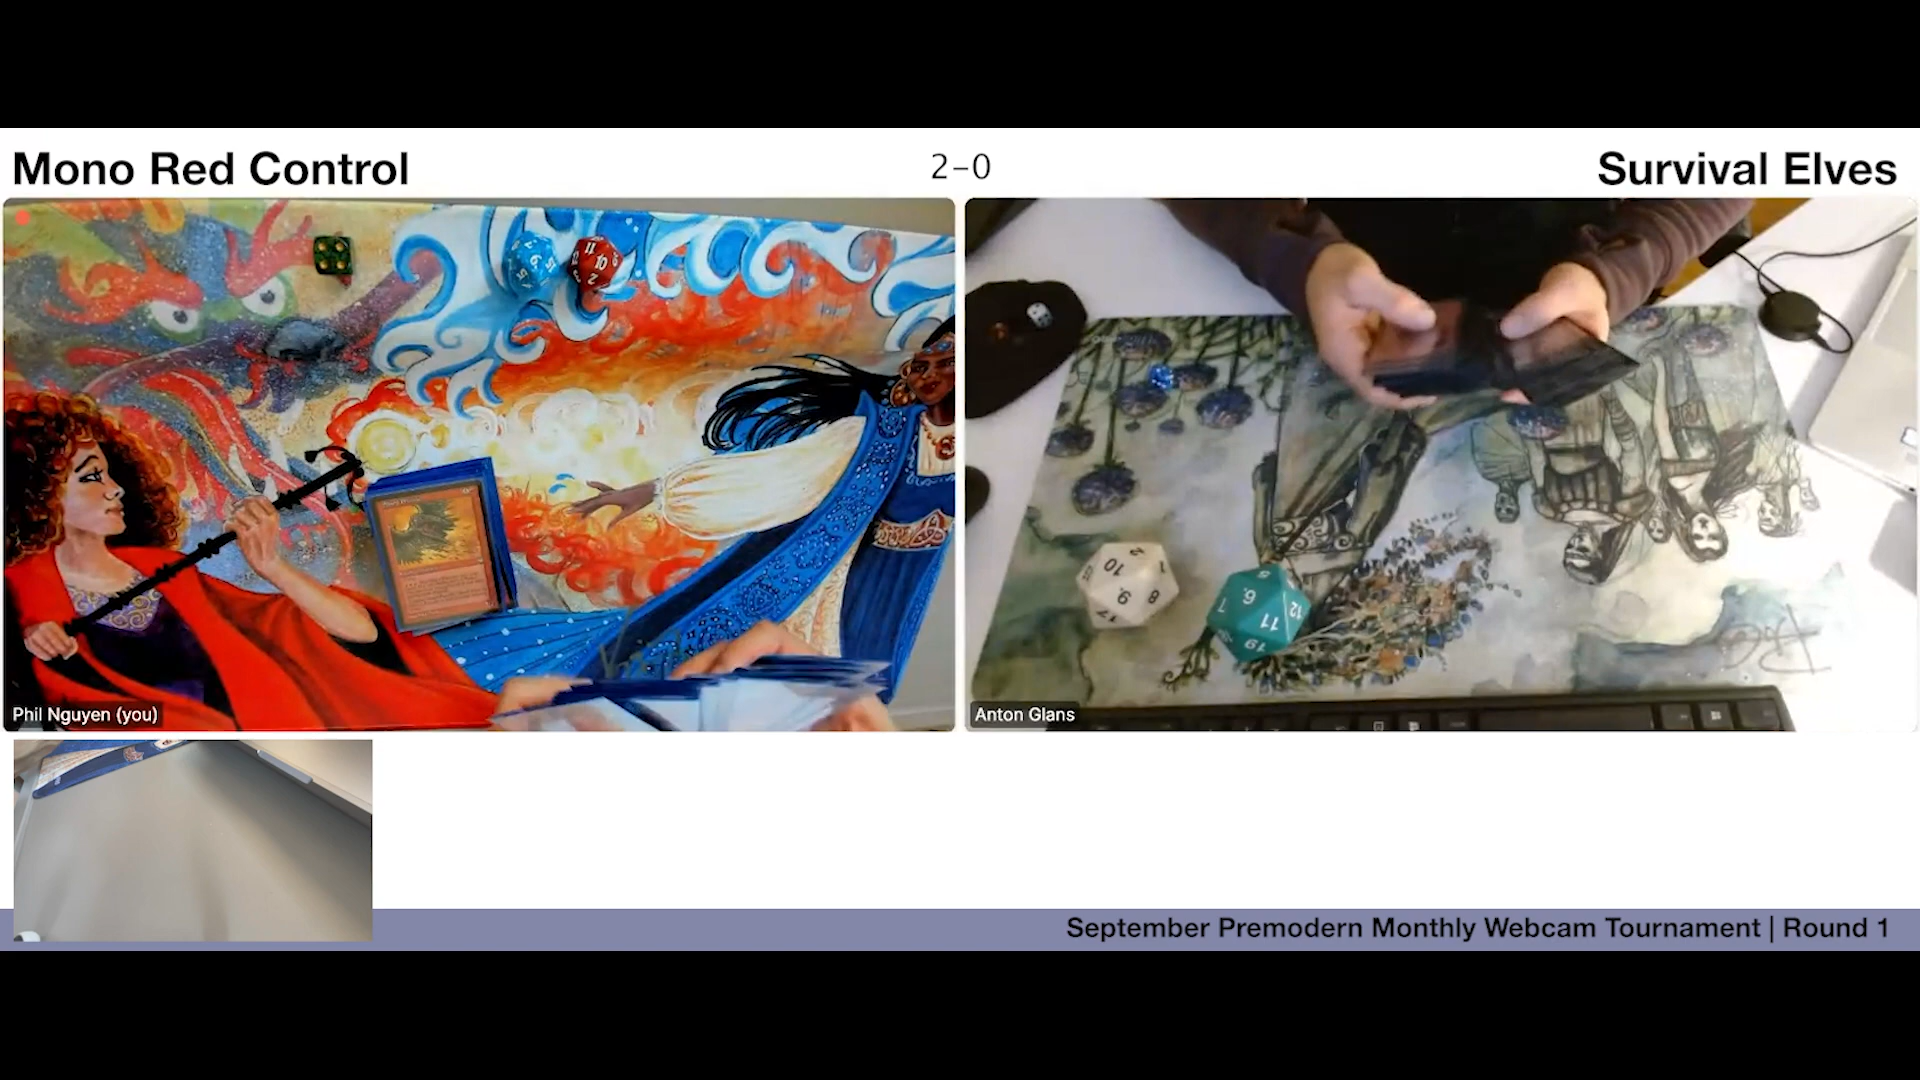 Mono Red Control
2-0
Survival Elves
Phil Nguyen (you)
Anton Glans
September Premodern Monthly Webcam Tournament | Round 1